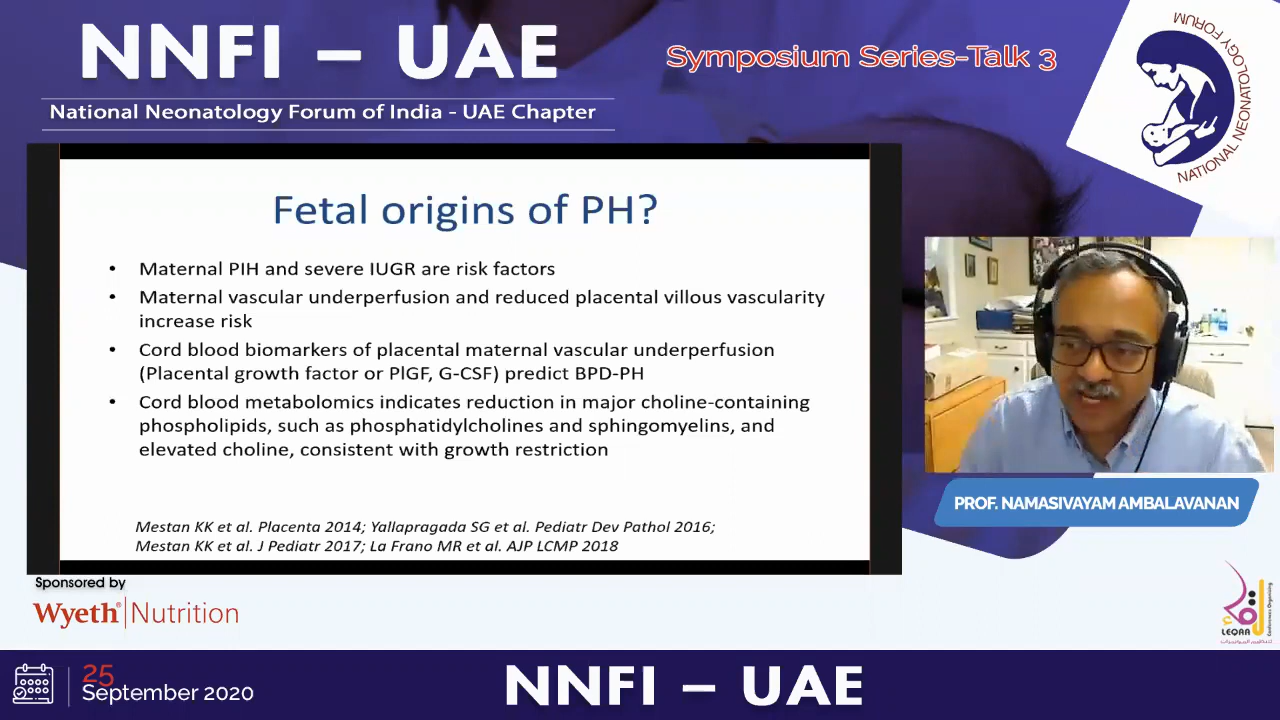 NNFI – UAE
National Neonatology Forum of India - UAE Chapter
Symposium Series-Talk 3
NATIONAL NEONATOLOGY FORUM
Fetal origins of PH?
• Maternal PIH and severe IUGR are risk factors
• Maternal vascular underperfusion and reduced placental villous vascularity
increase risk
• Cord blood biomarkers of placental maternal vascular underperfusion
(Placental growth factor or PlGF, G-CSF) predict BPD-PH
• Cord blood metabolomics indicates reduction in major choline-containing
phospholipids, such as phosphatidylcholines and sphingomyelins, and
elevated choline, consistent with growth restriction
Mestan KK et al. Placenta 2014; Yallapragada SG et al. Pediatr Dev Pathol 2016;
Mestan KK et al. J Pediatr 2017; La Frano MR et al. AJP LCMP 2018
PROF. NAMASIVAYAM AMBALAVANAN
Sponsored by
Wyeth® Nutrition
LEQAA
Conference Organizing
25
September 2020
NNFI – UAE